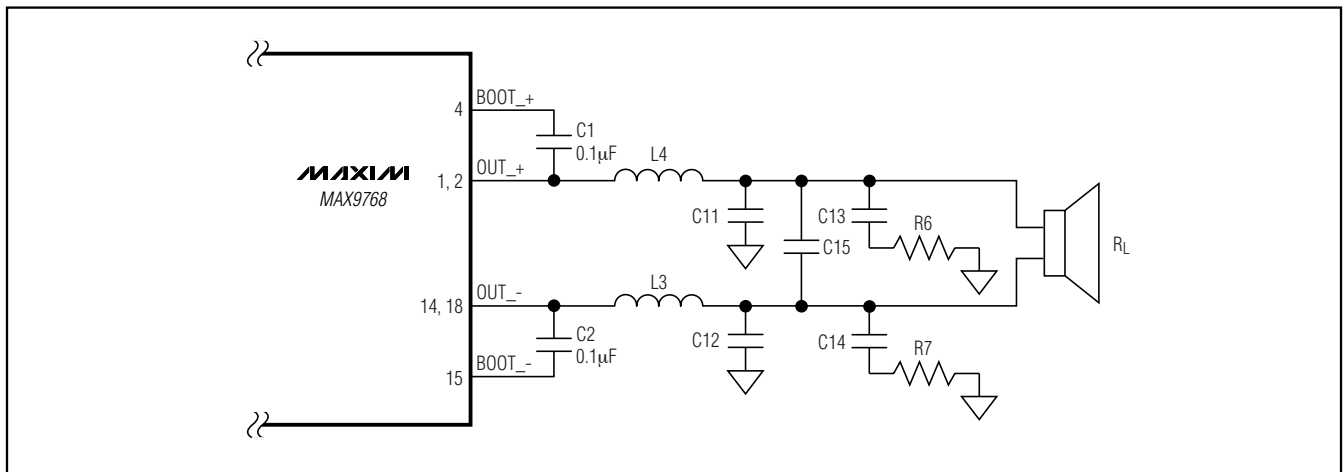 BOOT_+
4
C1
0.1µF
L4
OUT_+
1, 2
MAXIM
MAX9768
C11
C13
R6
C15
RL
L3
OUT_-
14, 18
C2
0.1µF
C12
C14
R7
BOOT_-
15